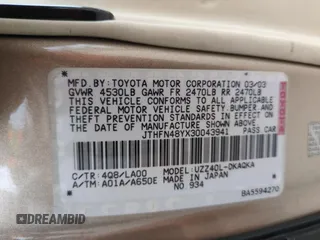 MFD. BY: TOYOTA MOTOR CORPORATION 03/03
GVWR 4530LB GAWR FR 2470LB RR 2470LB
THIS VEHICLE CONFORMS TO ALL APPLICABLE
FEDERAL MOTOR VEHICLE SAFETY, BUMPER AND
THEFT PREVENTION STANDARDS IN EFFECT ON
THE DATE OF MANUFACTURE SHOWN ABOVE.
JTHFN48YX30043941 PASS CAR
C/TR: 4Q8/LA00 MODEL: UZZ40L-DKAQKA
A/TM: A01A/A650E MADE IN JAPAN
NO 934
BA5594270
DREAMBID